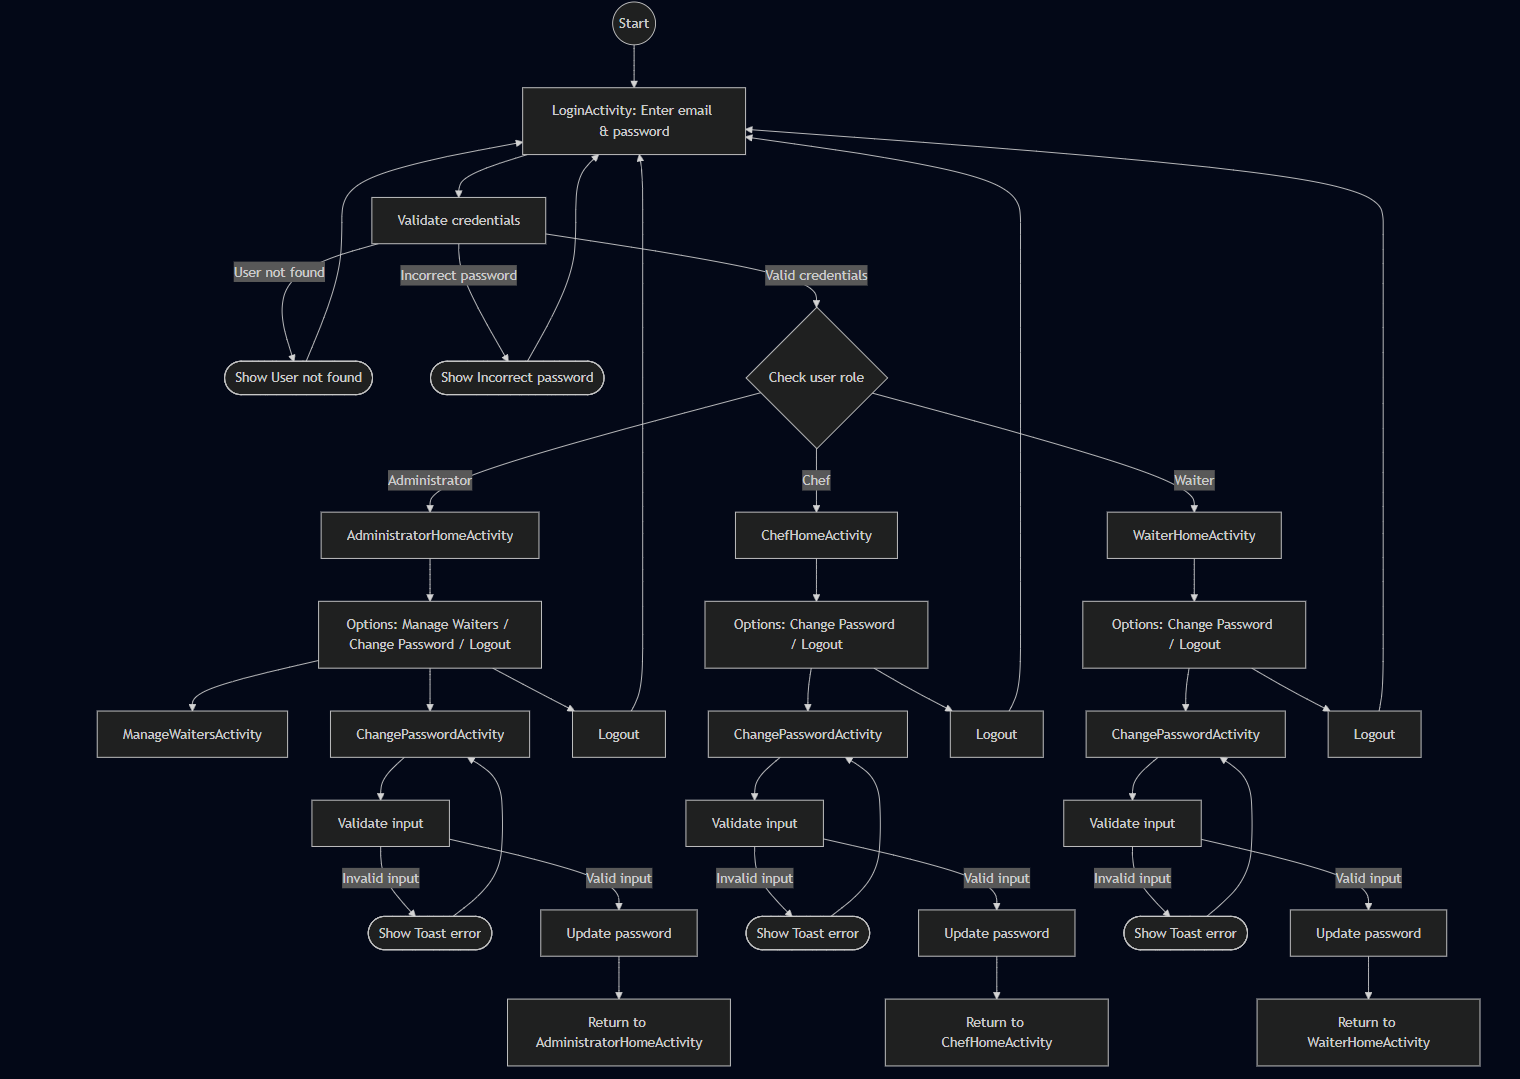 Start
LoginActivity: Enter email
& password
Validate credentials
User not found
Incorrect password
Valid credentials
Show User not found
Show Incorrect password
Check user role
Administrator
Chef
Waiter
AdministratorHomeActivity
ChefHomeActivity
WaiterHomeActivity
Options: Manage Waiters /
Change Password / Logout
Options: Change Password
/ Logout
Options: Change Password
/ Logout
ManageWaitersActivity
ChangePasswordActivity
Logout
ChangePasswordActivity
Logout
ChangePasswordActivity
Logout
Validate input
Validate input
Validate input
Invalid input
Valid input
Invalid input
Valid input
Invalid input
Valid input
Show Toast error
Update password
Show Toast error
Update password
Show Toast error
Update password
Return to
AdministratorHomeActivity
Return to
ChefHomeActivity
Return to
WaiterHomeActivity